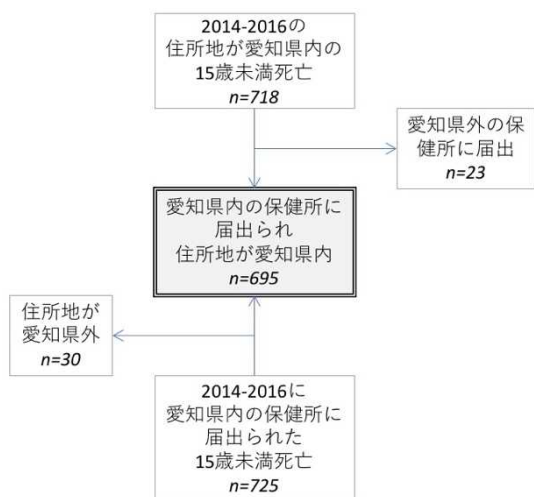 2014-2016の
住所地が愛知県内の
15歳未満死亡
n=718
愛知県外の保
健所に届出
n=23
愛知県内の保健所に
届出られ
住所地が愛知県内
n=695
住所地が
愛知県外
n=30
2014-2016に
愛知県内の保健所に
届出られた
15歳未満死亡
n=725